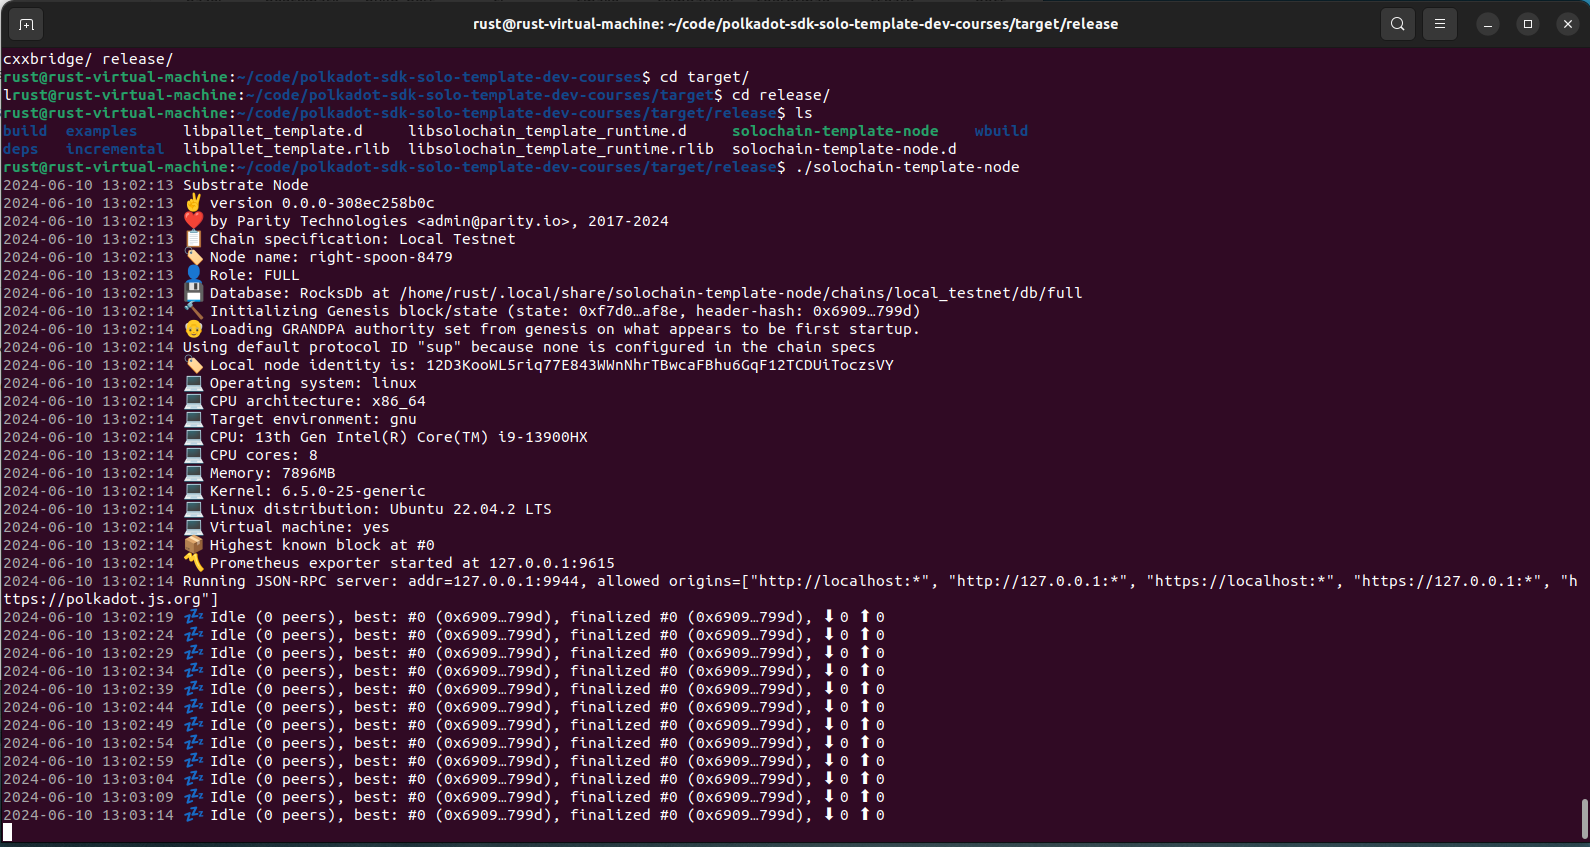 rust@rust-virtual-machine: ~/code/polkadot-sdk-solo-template-dev-courses/target/release
cxxbridge/ release/
rust@rust-virtual-machine:~/code/polkadot-sdk-solo-template-dev-courses$ cd target/
lrust@rust-virtual-machine:~/code/polkadot-sdk-solo-template-dev-courses/target$ cd release/
rust@rust-virtual-machine:~/code/polkadot-sdk-solo-template-dev-courses/target/release$ ls
build  examples     libpallet_template.d     libsolochain_template_runtime.d     solochain-template-node    wbuild
deps   incremental  libpallet_template.rlib  libsolochain_template_runtime.rlib  solochain-template-node.d
rust@rust-virtual-machine:~/code/polkadot-sdk-solo-template-dev-courses/target/release$ ./solochain-template-node
2024-06-10 13:02:13 Substrate Node
2024-06-10 13:02:13 ✌️ version 0.0.0-308ec258b0c
2024-06-10 13:02:13 ❤️ by Parity Technologies <admin@parity.io>, 2017-2024
2024-06-10 13:02:13 📋 Chain specification: Local Testnet
2024-06-10 13:02:13 🏷 Node name: right-spoon-8479
2024-06-10 13:02:13 👤 Role: FULL
2024-06-10 13:02:13 💾 Database: RocksDb at /home/rust/.local/share/solochain-template-node/chains/local_testnet/db/full
2024-06-10 13:02:14 🔨 Initializing Genesis block/state (state: 0xf7d0…af8e, header-hash: 0x6909…799d)
2024-06-10 13:02:14 👴 Loading GRANDPA authority set from genesis on what appears to be first startup.
2024-06-10 13:02:14 Using default protocol ID "sup" because none is configured in the chain specs
2024-06-10 13:02:14 🏷 Local node identity is: 12D3KooWL5riq77E843WWnNhrTBwcaFBhu6GqF12TCDUiToczsVY
2024-06-10 13:02:14 💻 Operating system: linux
2024-06-10 13:02:14 💻 CPU architecture: x86_64
2024-06-10 13:02:14 💻 Target environment: gnu
2024-06-10 13:02:14 💻 CPU: 13th Gen Intel(R) Core(TM) i9-13900HX
2024-06-10 13:02:14 💻 CPU cores: 8
2024-06-10 13:02:14 💻 Memory: 7896MB
2024-06-10 13:02:14 💻 Kernel: 6.5.0-25-generic
2024-06-10 13:02:14 💻 Linux distribution: Ubuntu 22.04.2 LTS
2024-06-10 13:02:14 💻 Virtual machine: yes
2024-06-10 13:02:14 📦 Highest known block at #0
2024-06-10 13:02:14 〽️ Prometheus exporter started at 127.0.0.1:9615
2024-06-10 13:02:14 Running JSON-RPC server: addr=127.0.0.1:9944, allowed origins=["http://localhost:*", "http://127.0.0.1:*", "https://localhost:*", "https://127.0.0.1:*", "h
ttps://polkadot.js.org"]
2024-06-10 13:02:19 💤 Idle (0 peers), best: #0 (0x6909…799d), finalized #0 (0x6909…799d), ⬇ 0 ⬆ 0
2024-06-10 13:02:24 💤 Idle (0 peers), best: #0 (0x6909…799d), finalized #0 (0x6909…799d), ⬇ 0 ⬆ 0
2024-06-10 13:02:29 💤 Idle (0 peers), best: #0 (0x6909…799d), finalized #0 (0x6909…799d), ⬇ 0 ⬆ 0
2024-06-10 13:02:34 💤 Idle (0 peers), best: #0 (0x6909…799d), finalized #0 (0x6909…799d), ⬇ 0 ⬆ 0
2024-06-10 13:02:39 💤 Idle (0 peers), best: #0 (0x6909…799d), finalized #0 (0x6909…799d), ⬇ 0 ⬆ 0
2024-06-10 13:02:44 💤 Idle (0 peers), best: #0 (0x6909…799d), finalized #0 (0x6909…799d), ⬇ 0 ⬆ 0
2024-06-10 13:02:49 💤 Idle (0 peers), best: #0 (0x6909…799d), finalized #0 (0x6909…799d), ⬇ 0 ⬆ 0
2024-06-10 13:02:54 💤 Idle (0 peers), best: #0 (0x6909…799d), finalized #0 (0x6909…799d), ⬇ 0 ⬆ 0
2024-06-10 13:02:59 💤 Idle (0 peers), best: #0 (0x6909…799d), finalized #0 (0x6909…799d), ⬇ 0 ⬆ 0
2024-06-10 13:03:04 💤 Idle (0 peers), best: #0 (0x6909…799d), finalized #0 (0x6909…799d), ⬇ 0 ⬆ 0
2024-06-10 13:03:09 💤 Idle (0 peers), best: #0 (0x6909…799d), finalized #0 (0x6909…799d), ⬇ 0 ⬆ 0
2024-06-10 13:03:14 💤 Idle (0 peers), best: #0 (0x6909…799d), finalized #0 (0x6909…799d), ⬇ 0 ⬆ 0